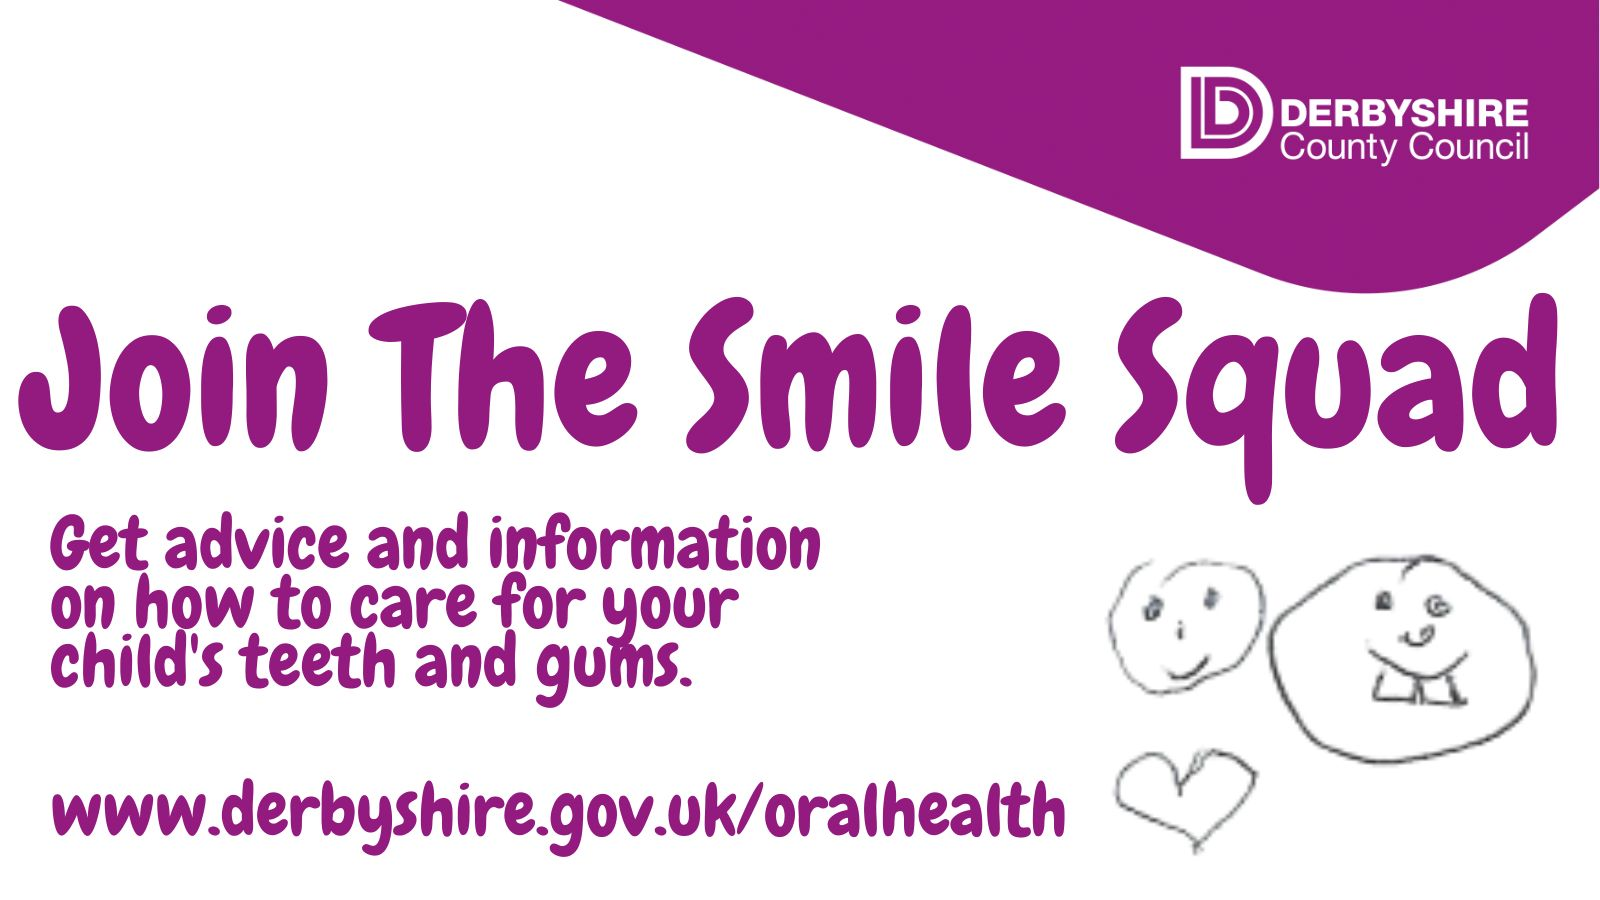 DERBYSHIRE
County Council
Join The Smile Squad
Get advice and information
on how to care for your
child's teeth and gums.
www.derbyshire.gov.uk/oralhealth